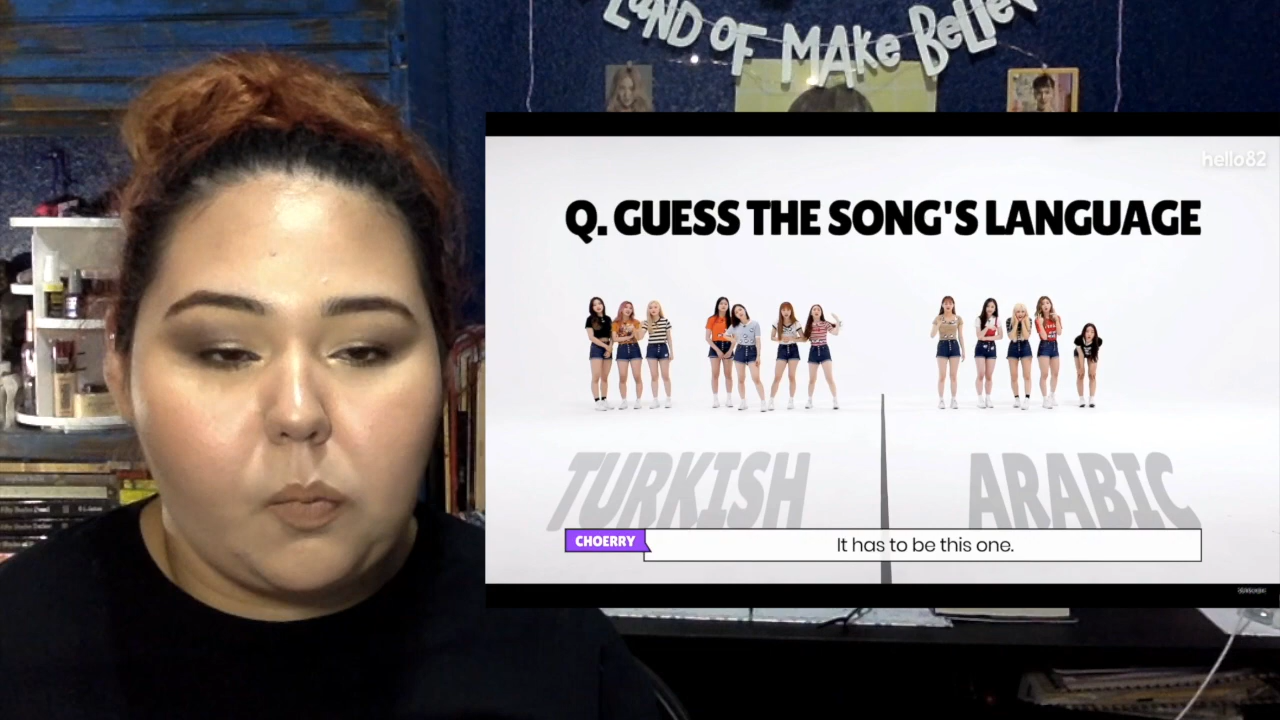 LAND OF MAKe BeLIeV
hello82
Q. GUESS THE SONG'S LANGUAGE
TURKISH
ARABIC
CHOERRY
It has to be this one.